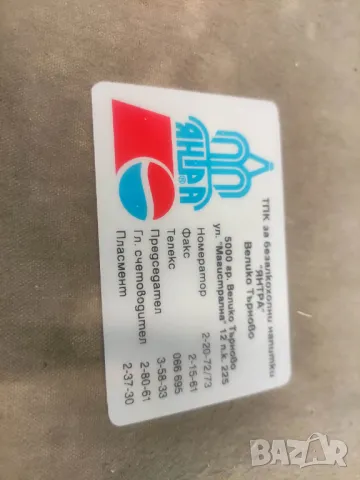 ЯНТРА
ТПК за безалкохолни напитки
"ЯНТРА"
Велико Търново
5000 гр. Велико Търново
ул. "Магистрална" 12 п.к. 225
Номератор 2-20-72/73
Факс 2-15-61
Телекс 066 695
Председател 3-58-33
Гл. счетоводител 2-80-61
Пласмент 2-37-30
BAZAR
bg